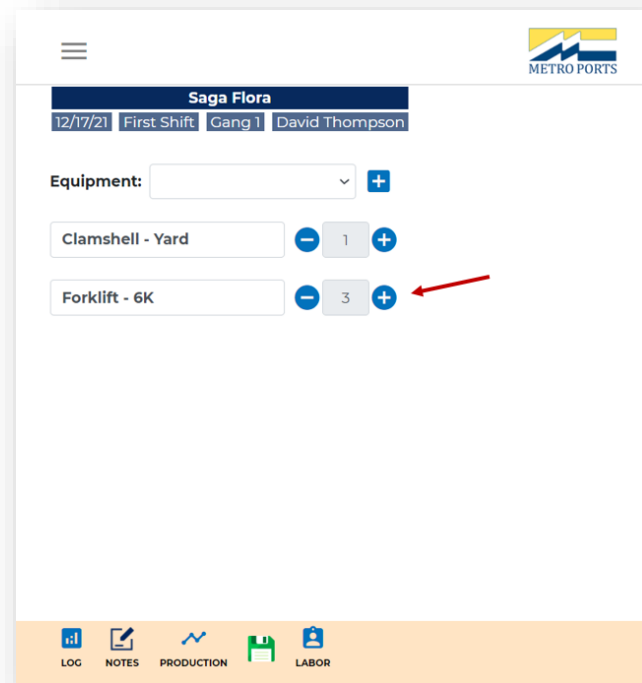 METRO PORTS
Saga Flora
12/17/21 First Shift Gang 1 David Thompson
Equipment:
Clamshell - Yard 1
Forklift - 6K 3
LOG NOTES PRODUCTION LABOR